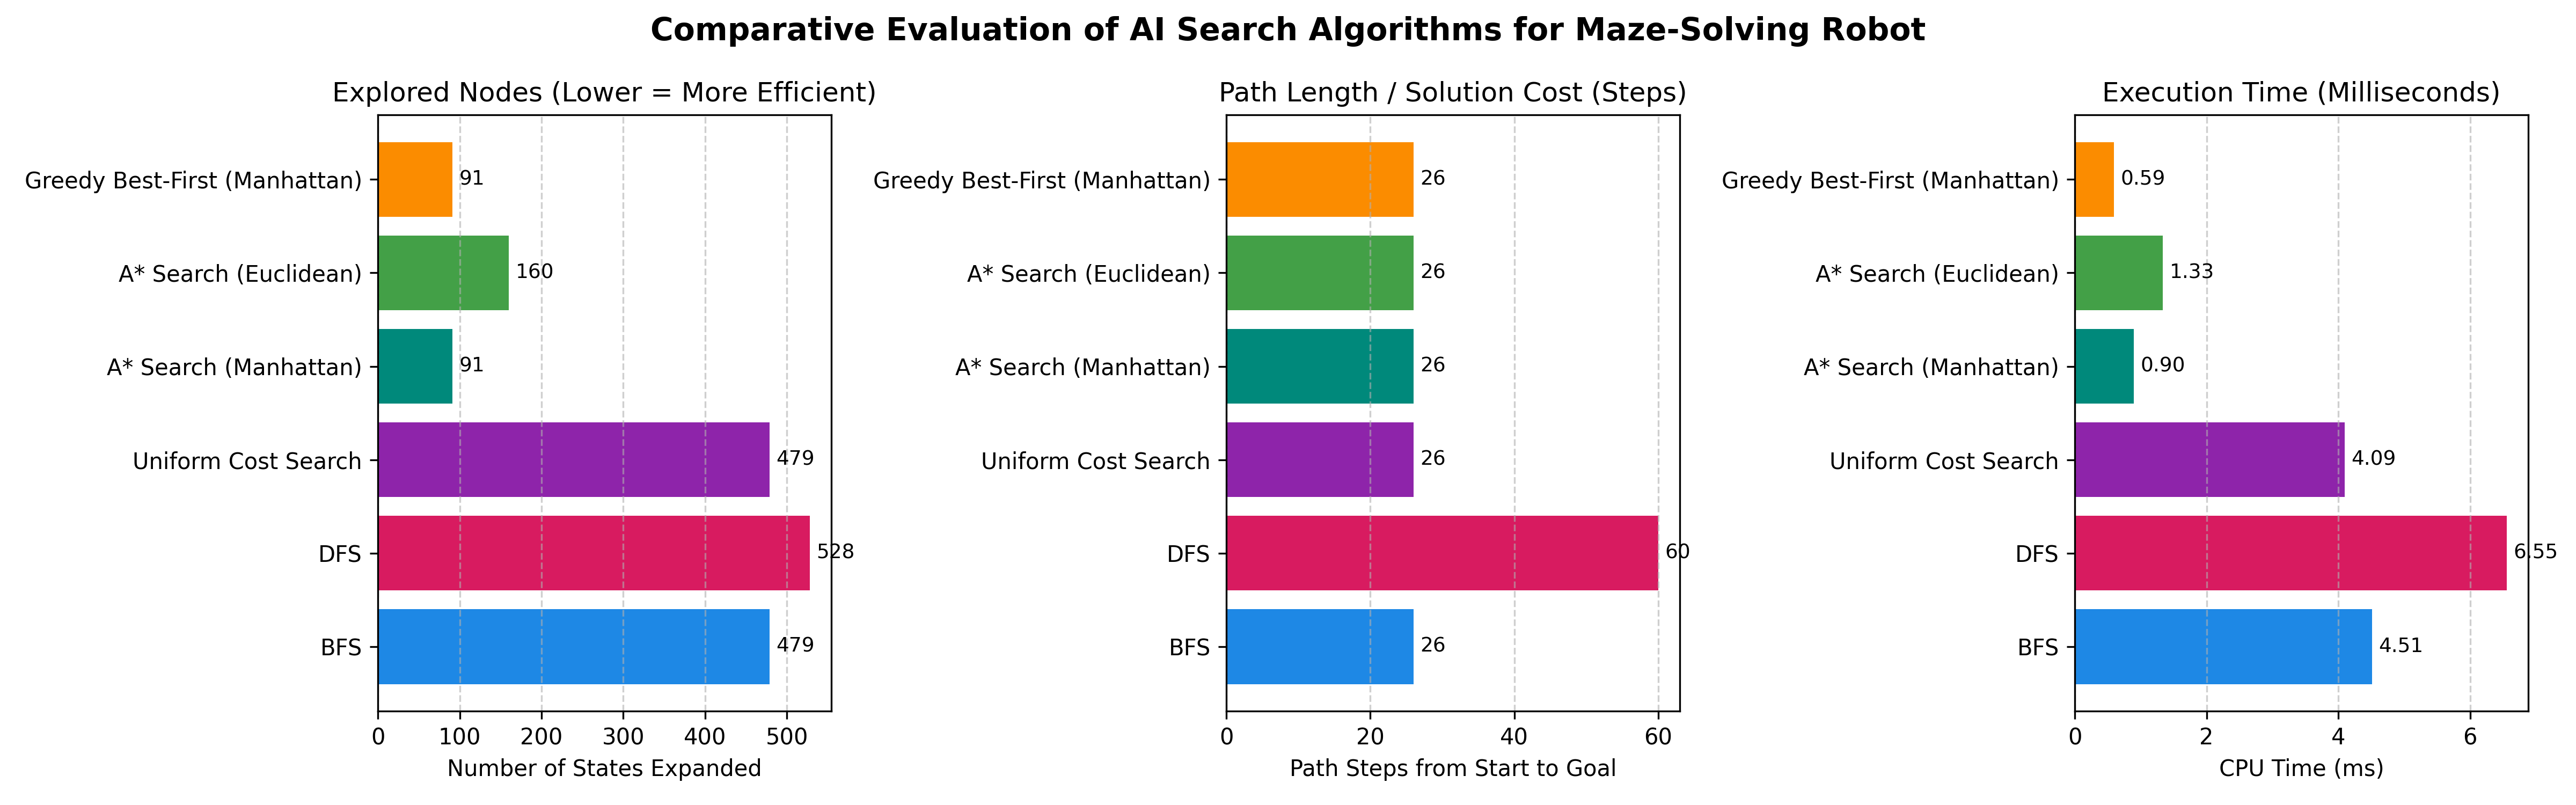 Comparative Evaluation of AI Search Algorithms for Maze-Solving Robot
Explored Nodes (Lower = More Efficient)
Greedy Best-First (Manhattan)
91
A* Search (Euclidean)
160
A* Search (Manhattan)
91
Uniform Cost Search
479
DFS
528
BFS
479
0 100 200 300 400 500
Number of States Expanded
Path Length / Solution Cost (Steps)
Greedy Best-First (Manhattan)
26
A* Search (Euclidean)
26
A* Search (Manhattan)
26
Uniform Cost Search
26
DFS
60
BFS
26
0 20 40 60
Path Steps from Start to Goal
Execution Time (Milliseconds)
Greedy Best-First (Manhattan)
0.59
A* Search (Euclidean)
1.33
A* Search (Manhattan)
0.90
Uniform Cost Search
4.09
DFS
6.55
BFS
4.51
0 2 4 6
CPU Time (ms)